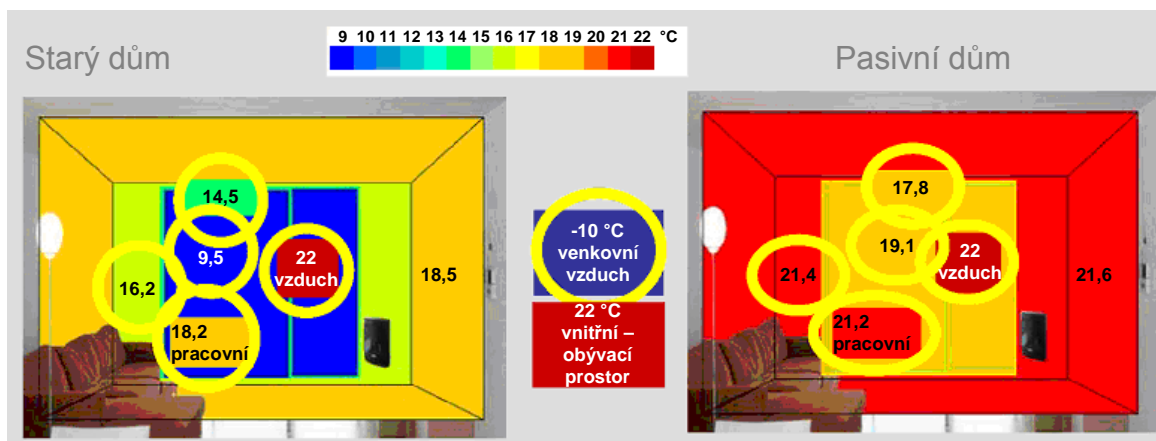 9 10 11 12 13 14 15 16 17 18 19 20 21 22 °C
Starý dům
Pasivní dům
14,5
9,5
22
vzduch
16,2
18,2
pracovní
18,5
-10 °C
venkovní
vzduch
22 °C
vnitřní –
obývací
prostor
17,8
19,1
22
vzduch
21,4
21,2
pracovní
21,6